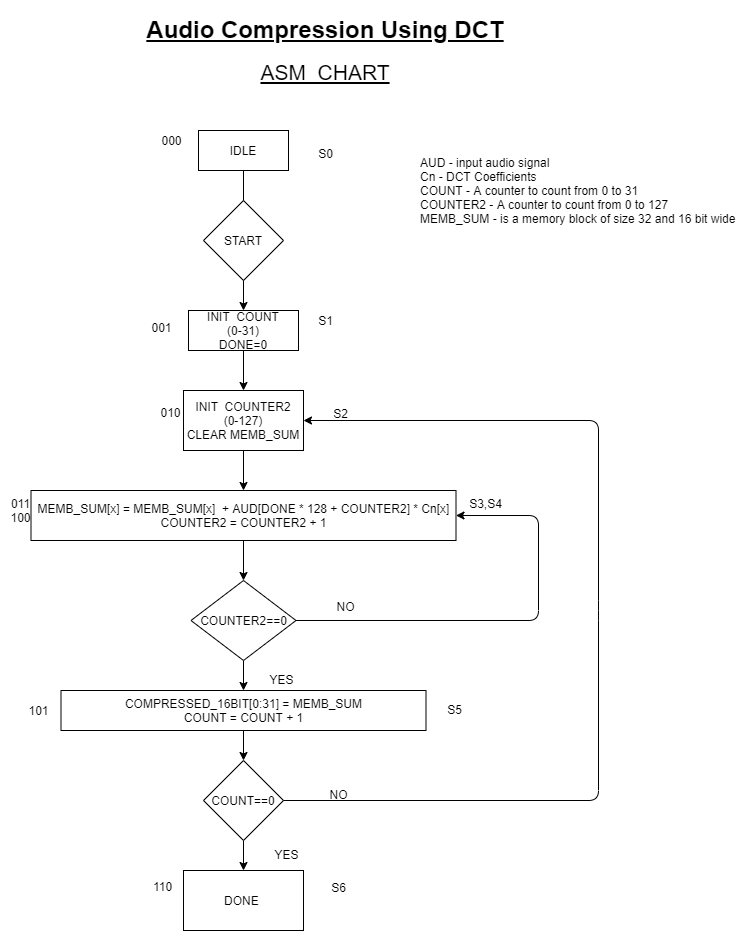 Audio Compression Using DCT
ASM CHART
000
IDLE
S0
AUD - input audio signal
Cn - DCT Coefficients
COUNT - A counter to count from 0 to 31
COUNTER2 - A counter to count from 0 to 127
MEMB_SUM - is a memory block of size 32 and 16 bit wide
START
001
INIT COUNT
(0-31)
DONE=0
S1
010
INIT COUNTER2
(0-127)
CLEAR MEMB_SUM
S2
011
100
MEMB_SUM[x] = MEMB_SUM[x] + AUD[DONE * 128 + COUNTER2] * Cn[x]
COUNTER2 = COUNTER2 + 1
S3,S4
COUNTER2==0
NO
YES
101
COMPRESSED_16BIT[0:31] = MEMB_SUM
COUNT = COUNT + 1
S5
COUNT==0
NO
YES
110
DONE
S6